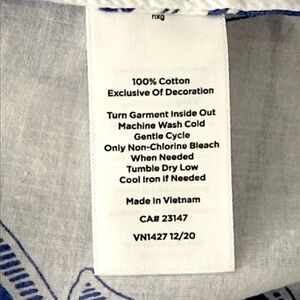 100% Cotton
Exclusive Of Decoration
Turn Garment Inside Out
Machine Wash Cold
Gentle Cycle
Only Non-Chlorine Bleach
When Needed
Tumble Dry Low
Cool Iron if Needed
Made in Vietnam
CA# 23147
VN1427 12/20